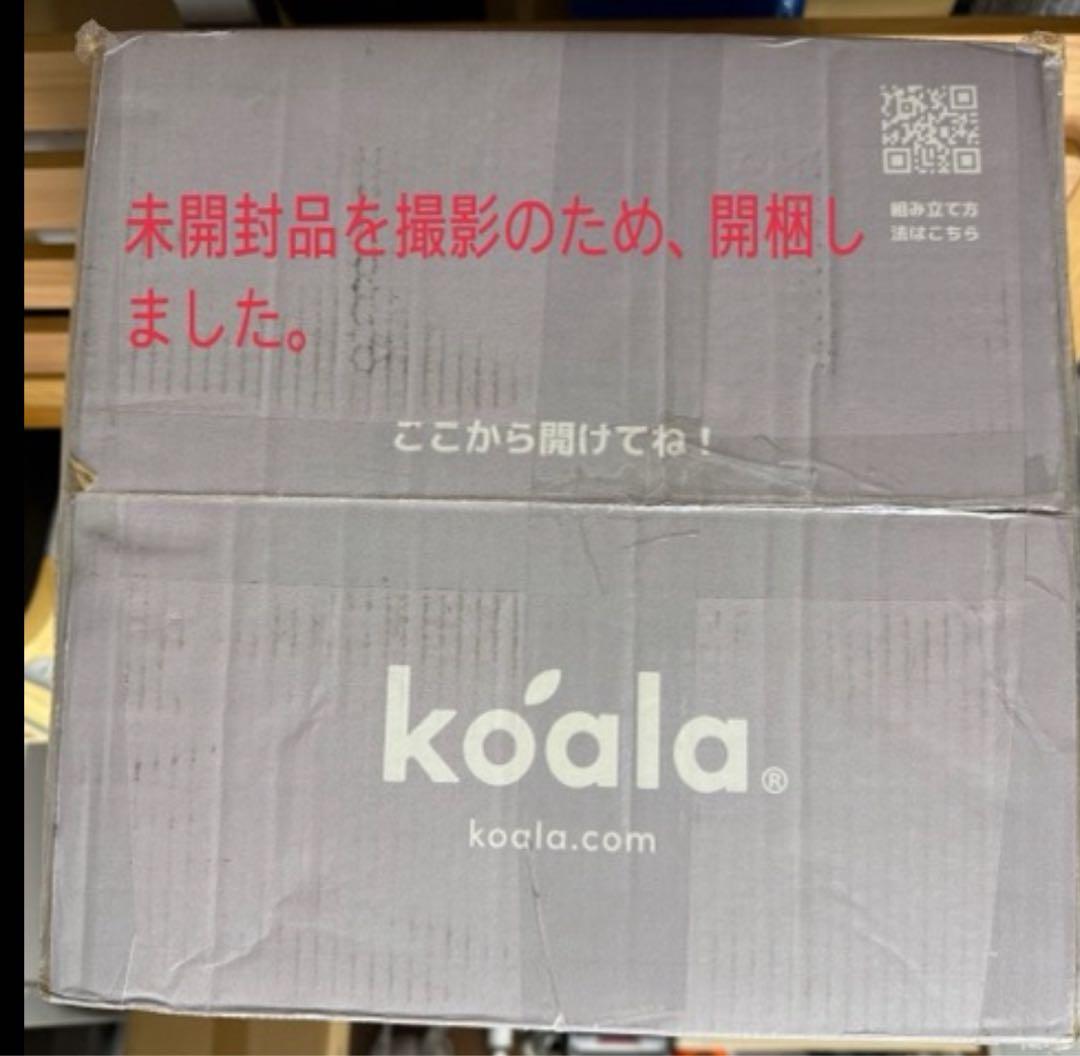 未開封品を撮影のため、開梱し
ました。
組み立て方
法はこちら
ここから開けてね！
koala®
koala.com